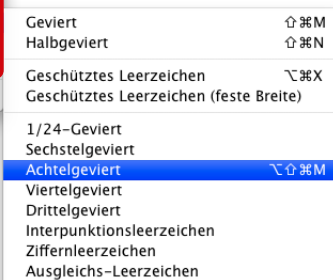 Geviert ⇧⌘M
Halbgeviert ⇧⌘N
Geschütztes Leerzeichen ⌥⌘X
Geschütztes Leerzeichen (feste Breite)
1/24-Geviert
Sechstelgeviert
Achtelgeviert ⌥⇧⌘M
Viertelgeviert
Drittelgeviert
Interpunktionsleerzeichen
Ziffernleerzeichen
Ausgleichs-Leerzeichen